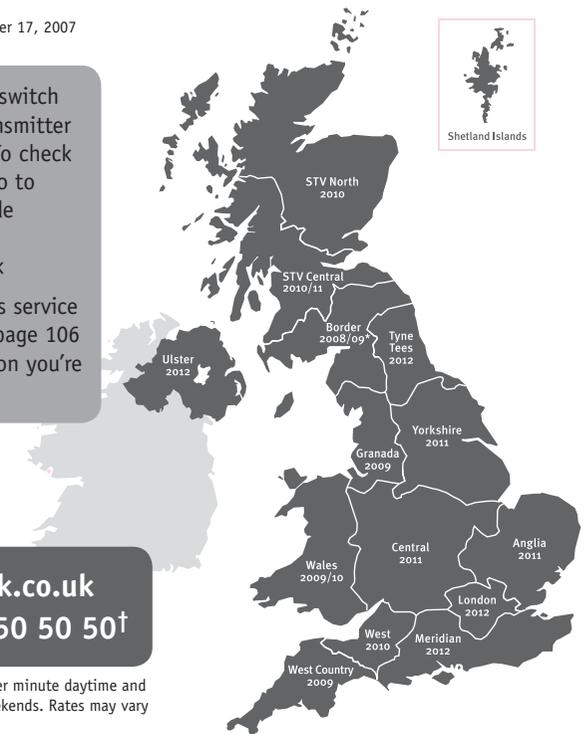 er 17, 2007
switch
nsmitter
o check
o to
le
k
s service
page 106
on you're
k.co.uk
50 50 50†
er minute daytime and
ekends. Rates may vary
Shetland Islands
STV North
2010
STV Central
2010/11
Border
2008/09*
Tyne
Tees
2012
Ulster
2012
Granada
2009
Yorkshire
2011
Wales
2009/10
Central
2011
Anglia
2011
London
2012
West
2010
Meridian
2012
West Country
2009